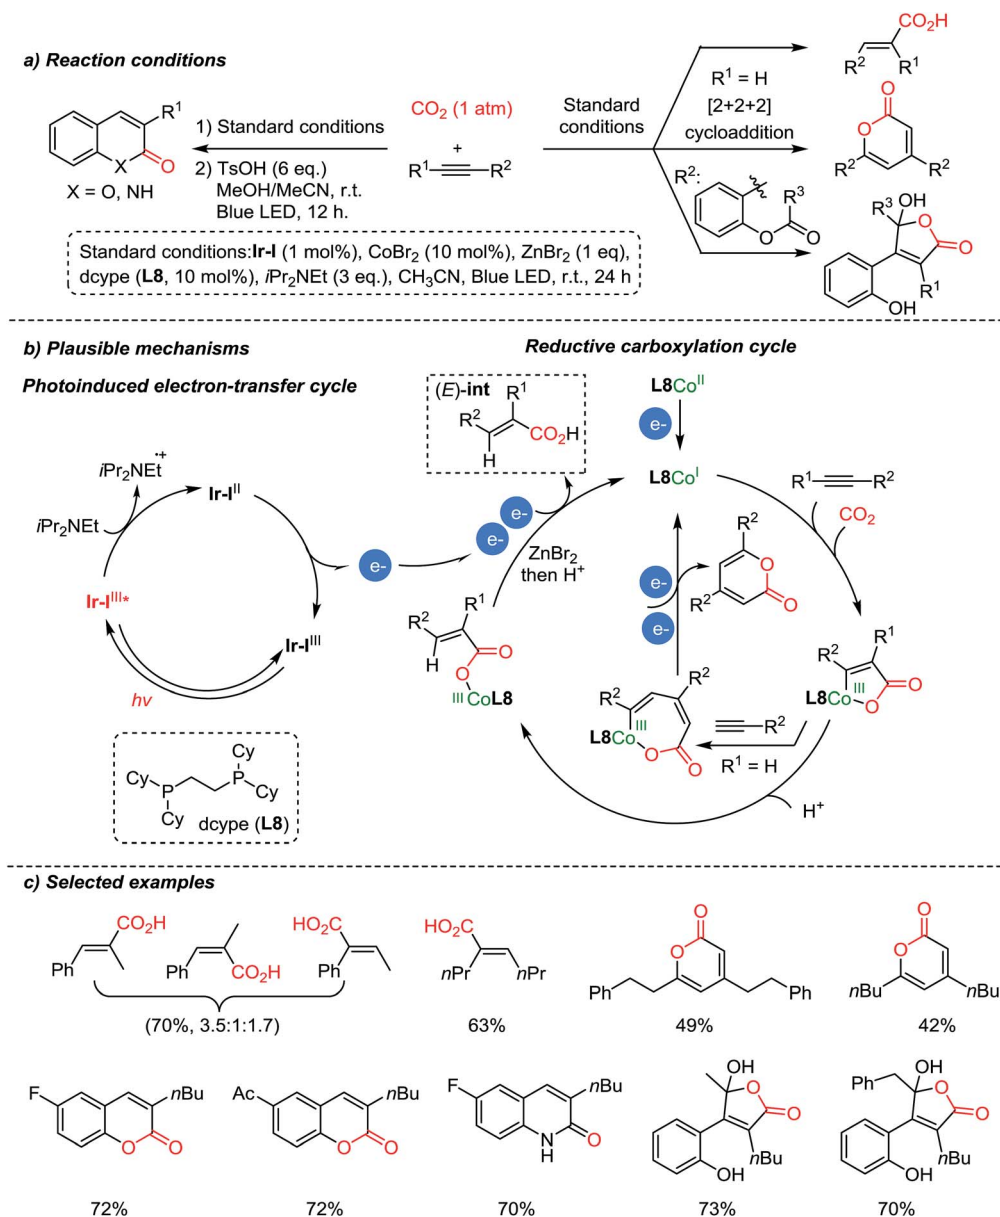 a) Reaction conditions
R¹
O
X
X = O, NH
1) Standard conditions
2) TsOH (6 eq.)
MeOH/MeCN, r.t.
Blue LED, 12 h.
CO₂ (1 atm)
+
R¹
R²
Standard
conditions
R¹ = H
[2+2+2]
cycloaddition
R²:
R³
O
O
CO₂H
R²
R¹
O
O
R²
R²
R³
OH
O
O
R¹
OH
Standard conditions:Ir-I (1 mol%), CoBr₂ (10 mol%), ZnBr₂ (1 eq),
dcype (L8, 10 mol%), iPr₂NEt (3 eq.), CH₃CN, Blue LED, r.t., 24 h
b) Plausible mechanisms
Reductive carboxylation cycle
Photoinduced electron-transfer cycle
iPr₂NEt•+
iPr₂NEt
Ir-Iᴵᴵ
Ir-Iᴵᴵᴵ*
Ir-Iᴵᴵᴵ
hν
e-
(E)-int
R¹
R²
CO₂H
H
e-
e-
ZnBr₂
then H⁺
L8Coᴵᴵ
e-
L8Coᴵ
R¹
R²
CO₂
R²
O
O
R²
e-
e-
R¹
R²
H
O
O
III
CoL8
R²
R²
III
L8Co
O
O
R²
R¹ = H
R¹
R²
III
L8Co
O
O
H⁺
Cy
Cy
P
P
Cy
Cy
dcype (L8)
c) Selected examples
CO₂H
Ph
Ph
CO₂H
HO₂C
Ph
(70%, 3.5:1:1.7)
HO₂C
nPr
nPr
63%
O
O
Ph
Ph
49%
O
O
nBu
nBu
42%
F
nBu
O
O
72%
Ac
nBu
O
O
72%
F
nBu
N
H
O
70%
OH
O
O
nBu
OH
73%
Ph
OH
O
O
nBu
OH
70%